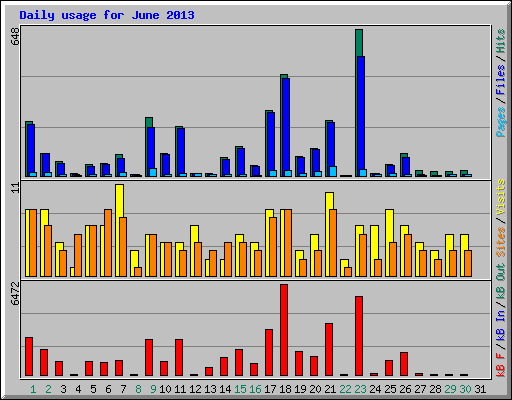 Daily usage for June 2013
648
Pages/Files/Hits
11
Sites/Visits
6472
kB F/kB In/kB Out
1 2 3 4 5 6 7 8 9 10 11 12 13 14 15 16 17 18 19 20 21 22 23 24 25 26 27 28 29 30 31